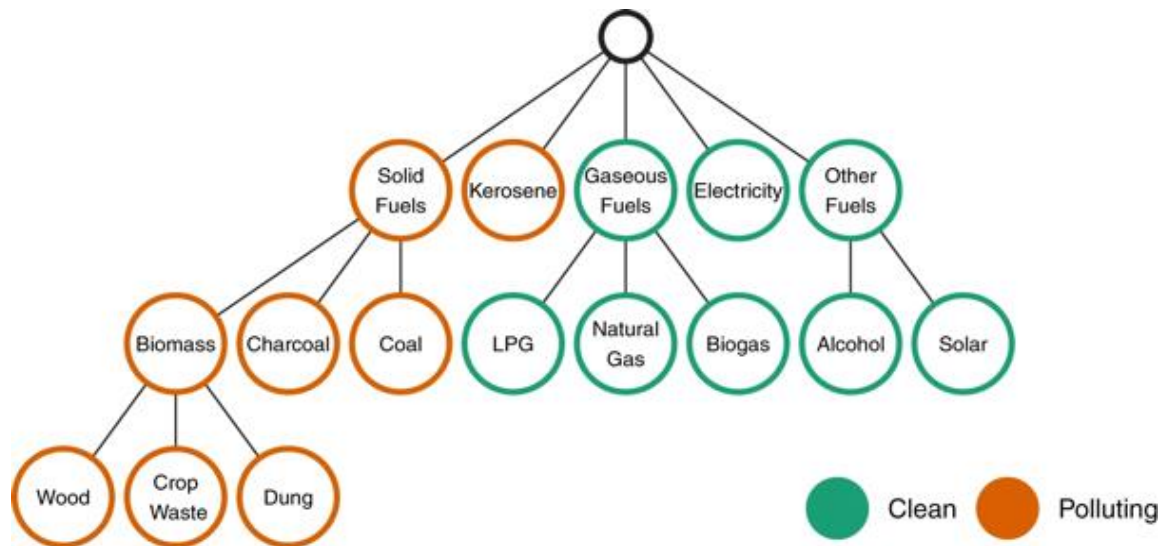 Solid
Fuels
Kerosene
Gaseous
Fuels
Electricity
Other
Fuels
Biomass
Charcoal
Coal
LPG
Natural
Gas
Biogas
Alcohol
Solar
Wood
Crop
Waste
Dung
Clean
Polluting